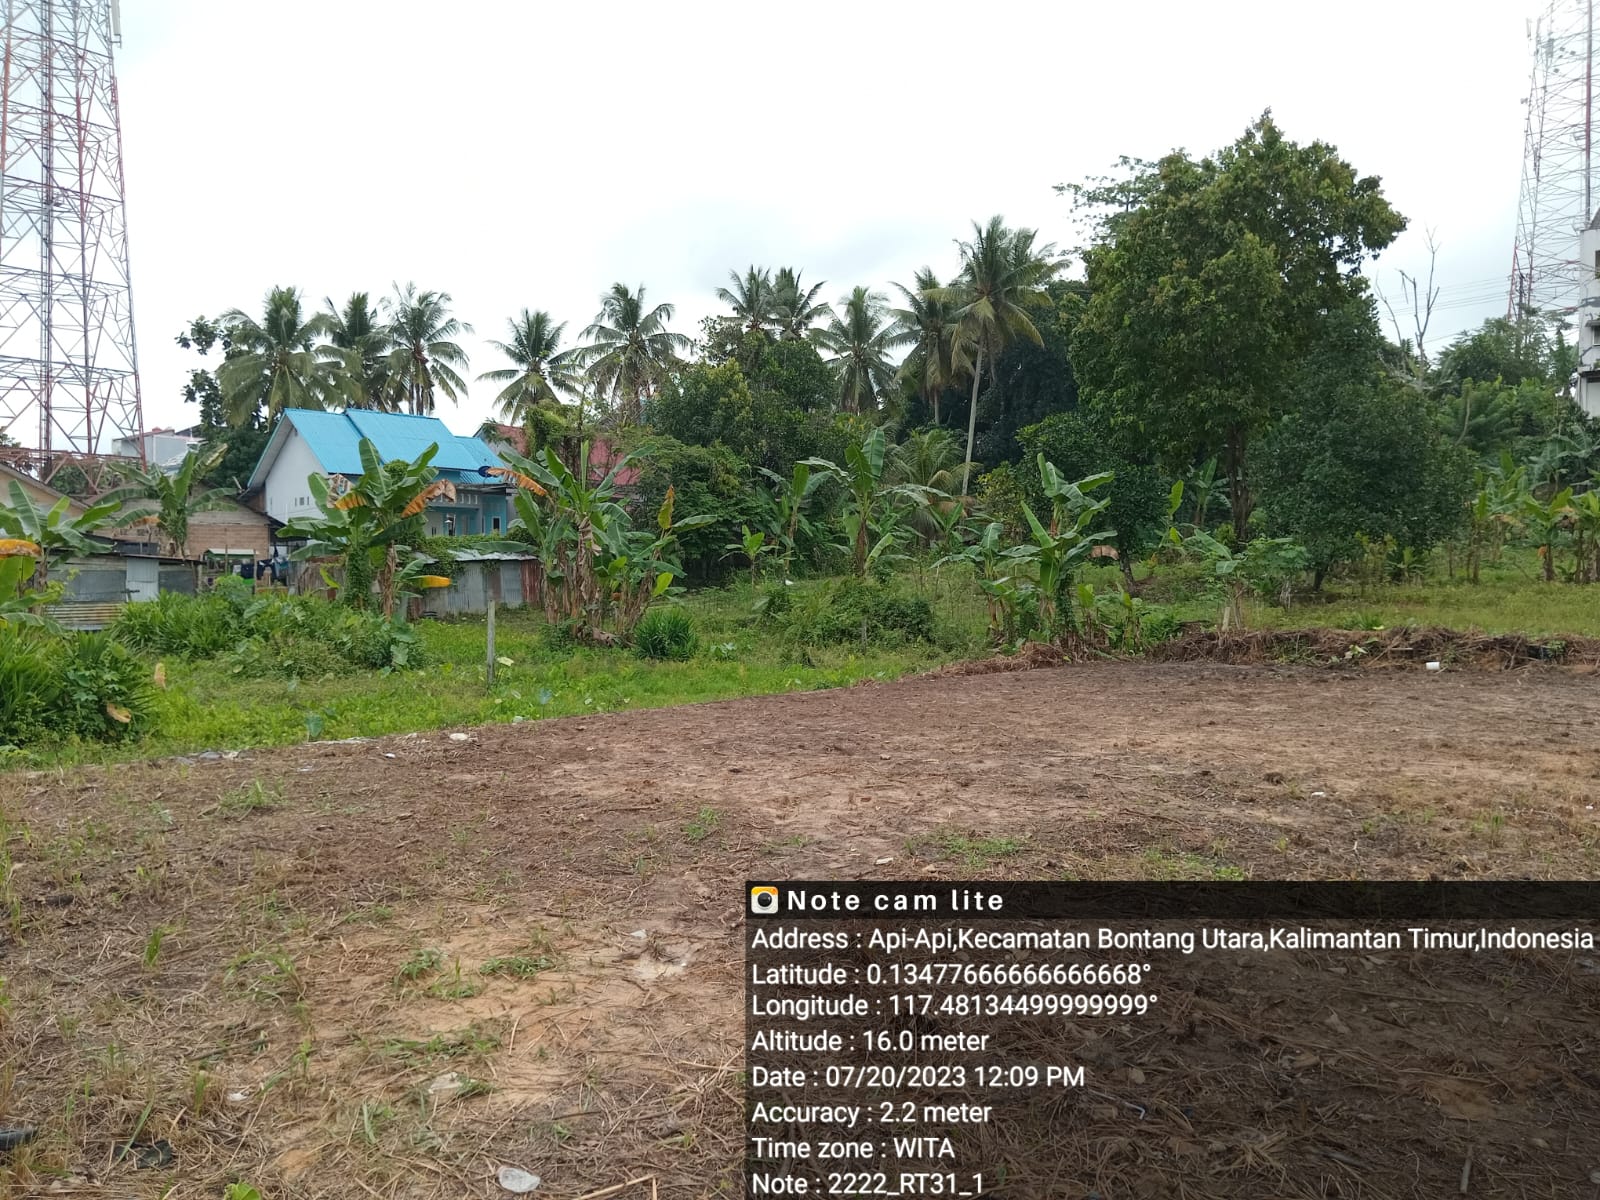 Note cam lite
Address : Api-Api,Kecamatan Bontang Utara,Kalimantan Timur,Indonesia
Latitude : 0.13477666666666668°
Longitude : 117.48134499999999°
Altitude : 16.0 meter
Date : 07/20/2023 12:09 PM
Accuracy : 2.2 meter
Time zone : WITA
Note : 2222_RT31_1